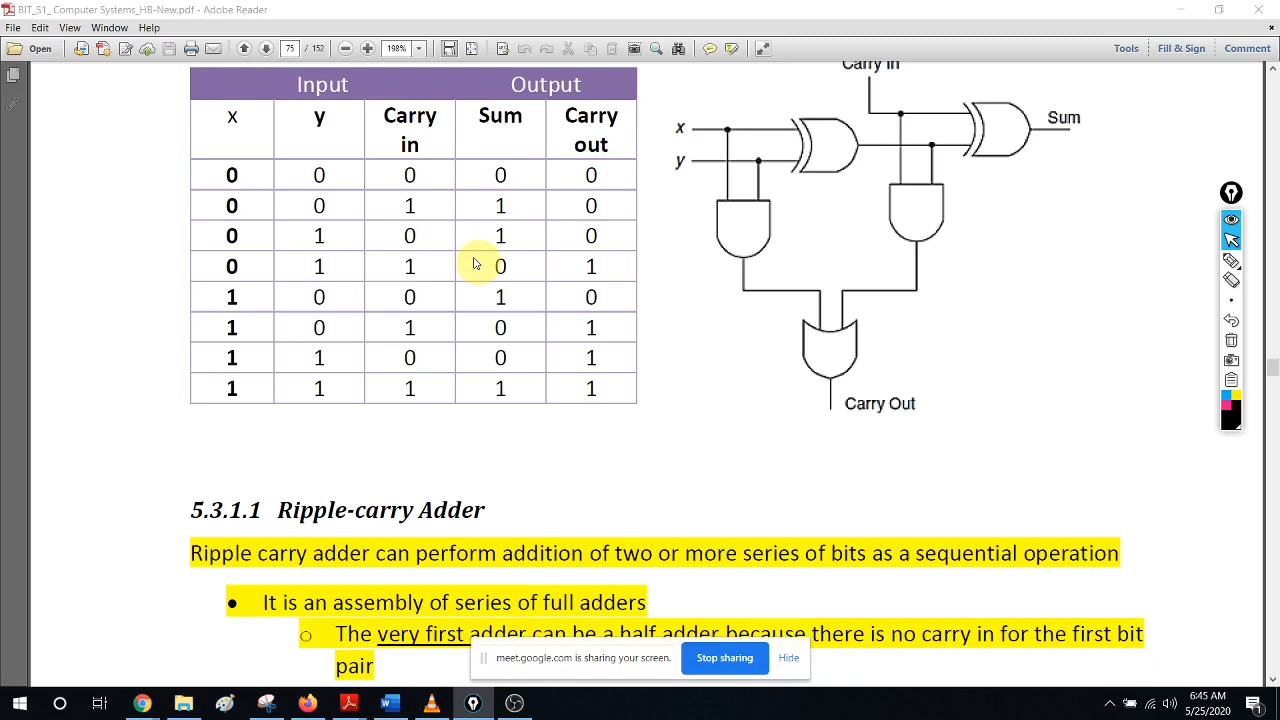 BIT_S1_ Computer Systems_HB-New.pdf - Adobe Reader
File Edit View Window Help
Open 75 / 152 198% Tools Fill & Sign Comment
Input Output
x y Carry in Sum Carry out
0 0 0 0 0
0 0 1 1 0
0 1 0 1 0
0 1 1 0 1
1 0 0 1 0
1 0 1 0 1
1 1 0 0 1
1 1 1 1 1
Carry In
x
y
Sum
Carry Out
5.3.1.1 Ripple-carry Adder
Ripple carry adder can perform addition of two or more series of bits as a sequential operation
● It is an assembly of series of full adders
o The very first adder can be a half adder because there is no carry in for the first bit
pair
meet.google.com is sharing your screen. Stop sharing Hide
6:45 AM
5/25/2020